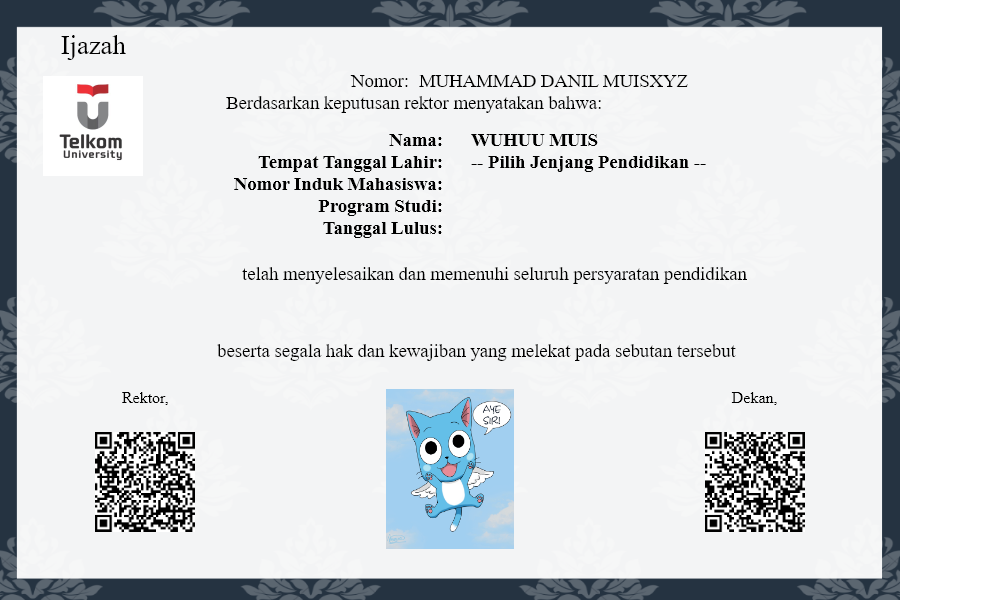 Ijazah
Telkom
University
Nomor: MUHAMMAD DANIL MUISXYZ
Berdasarkan keputusan rektor menyatakan bahwa:
Nama: WUHUU MUIS
Tempat Tanggal Lahir: -- Pilih Jenjang Pendidikan --
Nomor Induk Mahasiswa:
Program Studi:
Tanggal Lulus:
telah menyelesaikan dan memenuhi seluruh persyaratan pendidikan
beserta segala hak dan kewajiban yang melekat pada sebutan tersebut
Rektor,
AYE
SIR!
Dekan,